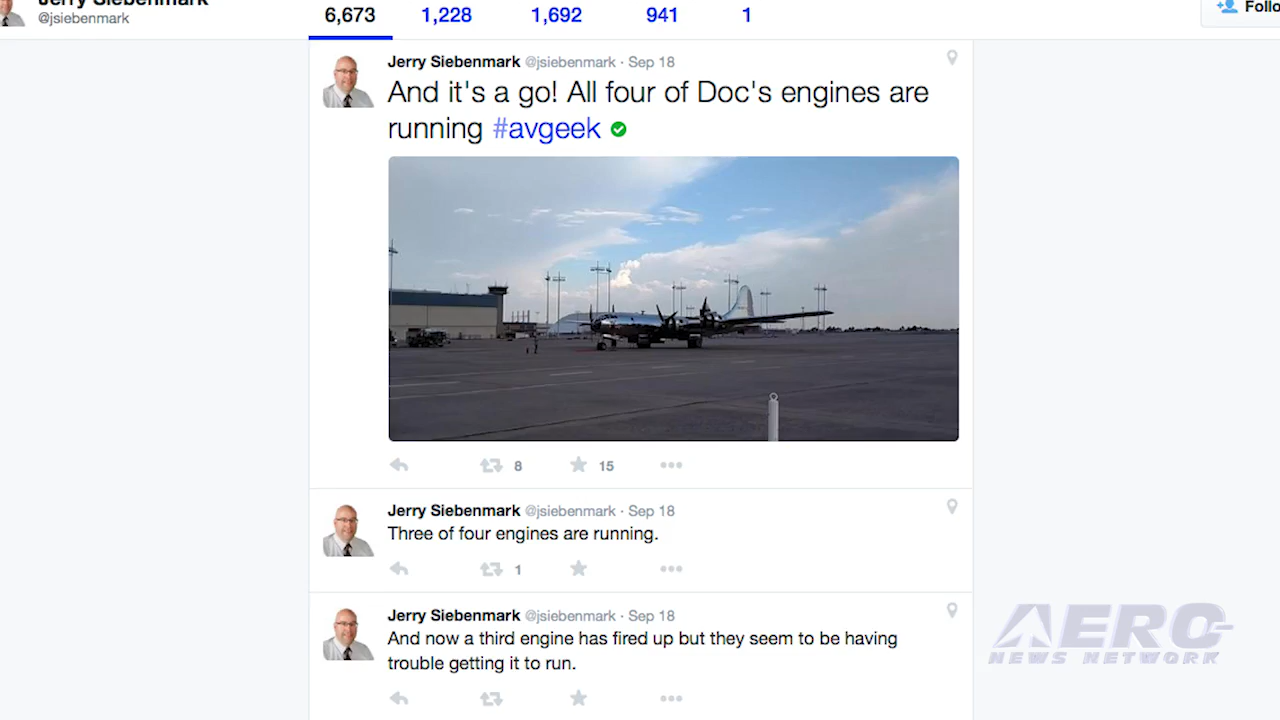 Jerry Siebenmark
@jsiebenmark
6,673 1,228 1,692 941 1
Follo
Jerry Siebenmark @jsiebenmark · Sep 18
And it's a go! All four of Doc's engines are
running #avgeek
8 15
Jerry Siebenmark @jsiebenmark · Sep 18
Three of four engines are running.
1
Jerry Siebenmark @jsiebenmark · Sep 18
And now a third engine has fired up but they seem to be having
trouble getting it to run.
AERO
NEWS NETWORK